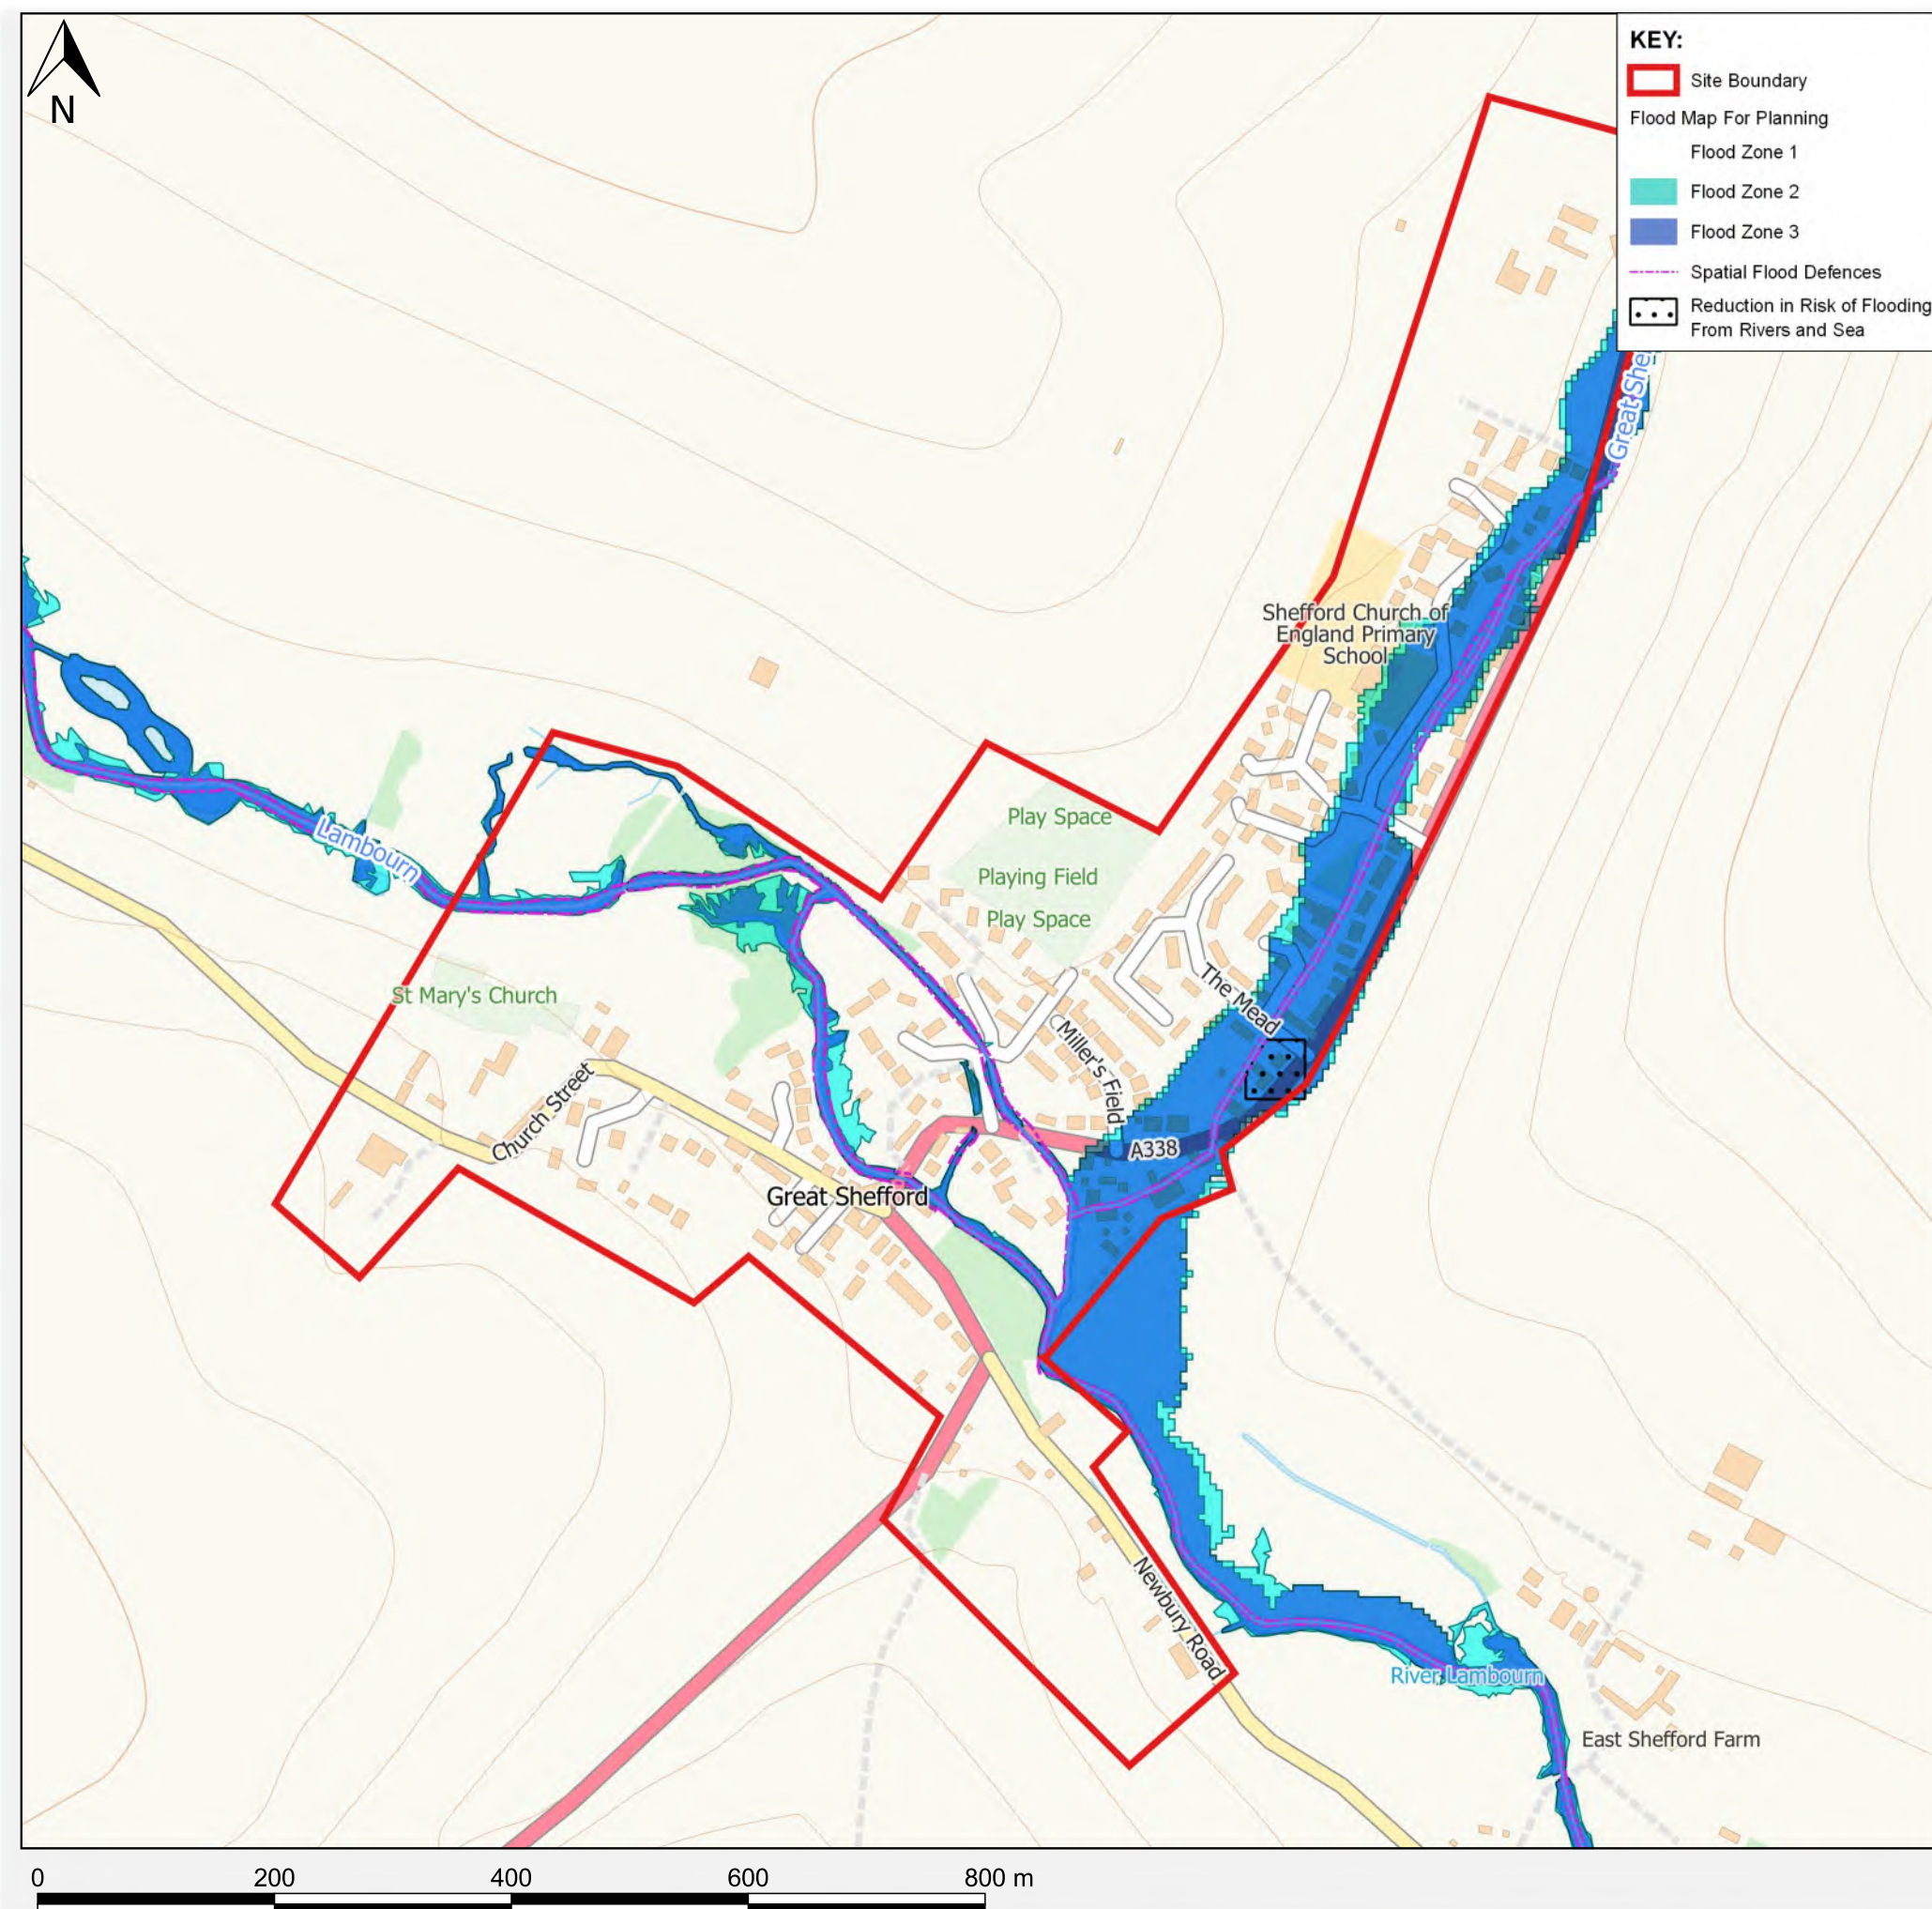 N
KEY:
Site Boundary
Flood Map For Planning
Flood Zone 1
Flood Zone 2
Flood Zone 3
Spatial Flood Defences
Reduction in Risk of Flooding
From Rivers and Sea
Great She
Shefford Church of
England Primary
School
Play Space
Playing Field
Play Space
Lambourn
St Mary's Church
The Mead
Miller's Field
Church Street
A338
Great Shefford
Newbury Road
River Lambourn
East Shefford Farm
0 200 400 600 800 m